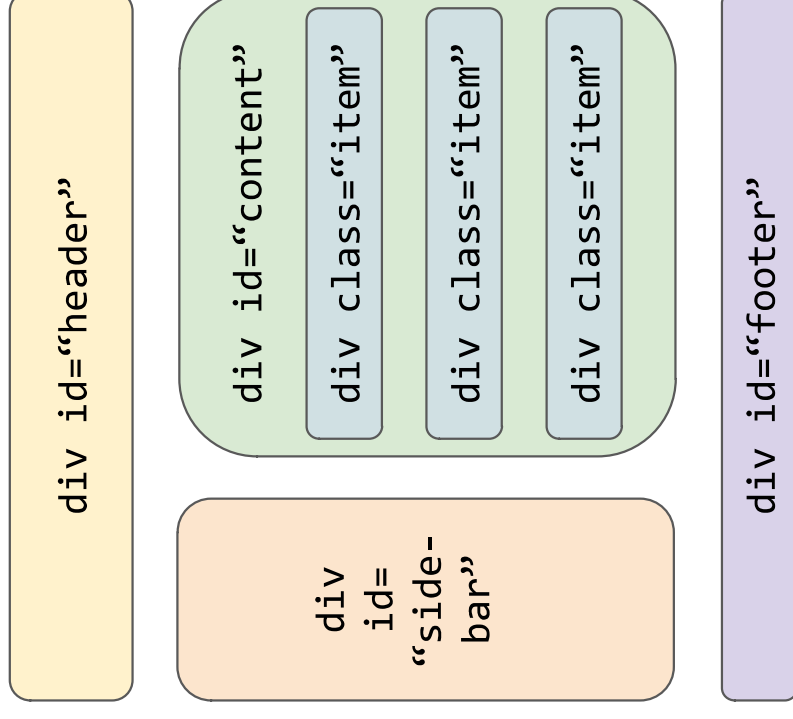 div id=“header”
div
id=
“side-
bar”
div id=“content”
div class=“item”
div class=“item”
div class=“item”
div id=“footer”